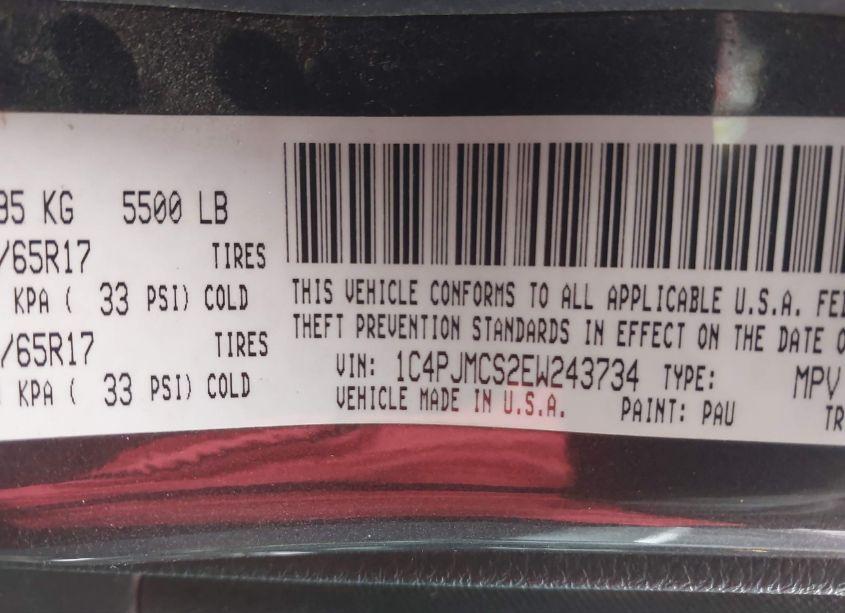 85 KG 5500 LB
/65R17 TIRES
KPA ( 33 PSI) COLD
/65R17 TIRES
KPA ( 33 PSI) COLD
THIS VEHICLE CONFORMS TO ALL APPLICABLE U.S.A. FED
THEFT PREVENTION STANDARDS IN EFFECT ON THE DATE O
VIN: 1C4PJMCS2EW243734 TYPE: MPV
VEHICLE MADE IN U.S.A. PAINT: PAU TR